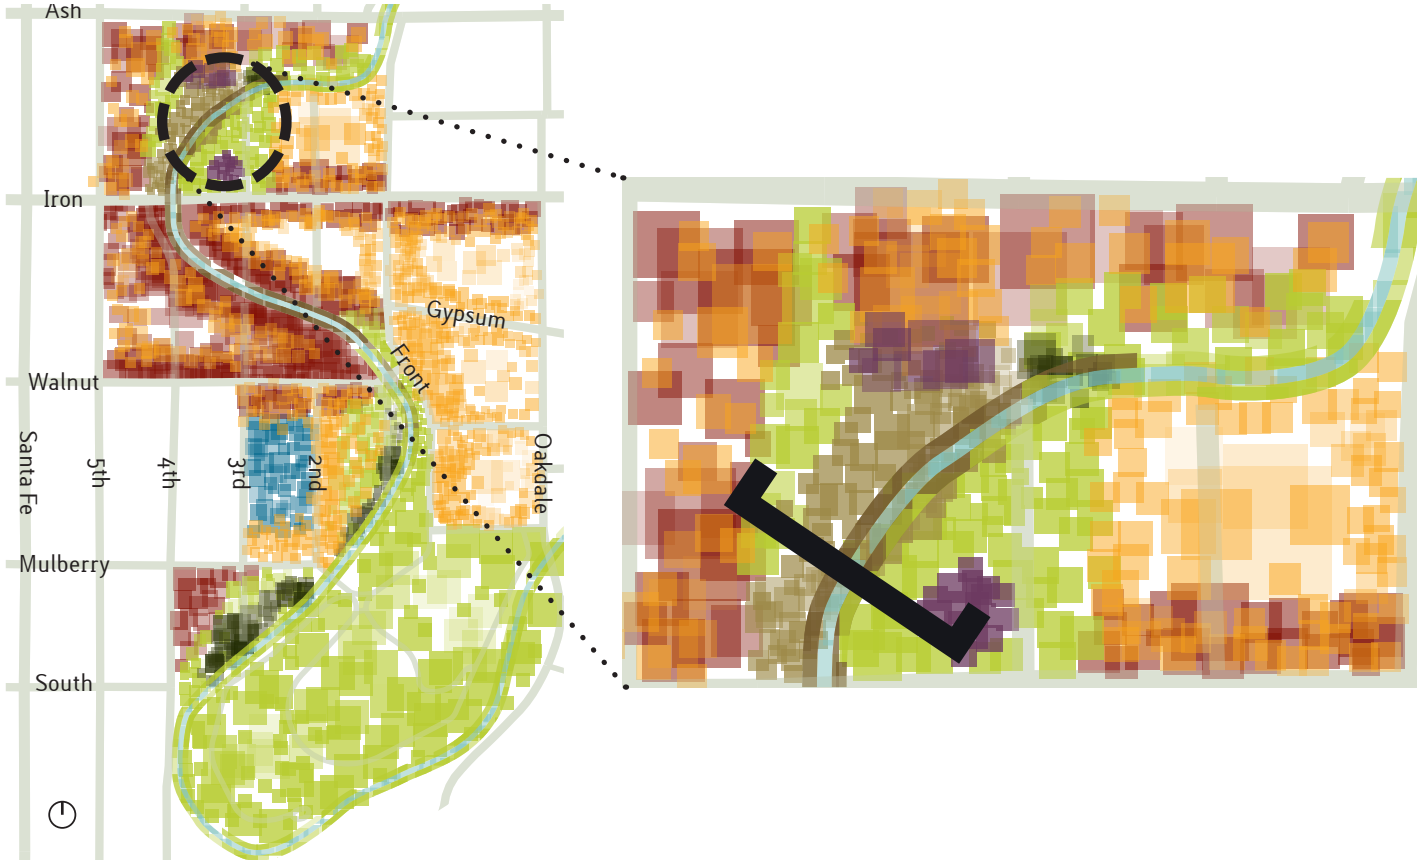 Ash
Iron
Gypsum
Front
Walnut
Santa Fe
5th
4th
3rd
2nd
Oakdale
Mulberry
South